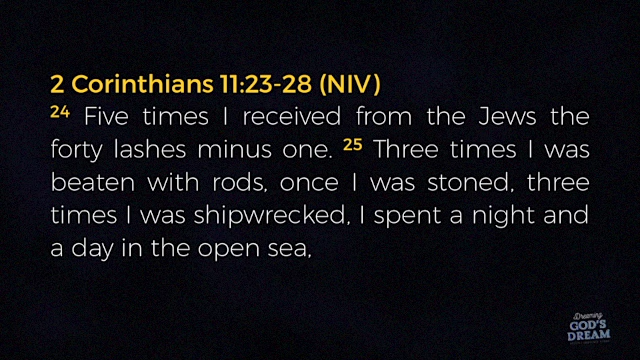 2 Corinthians 11:23-28 (NIV)
24 Five times I received from the Jews the
forty lashes minus one. 25 Three times I was
beaten with rods, once I was stoned, three
times I was shipwrecked, I spent a night and
a day in the open sea,
Dreaming
GOD'S
DREAM